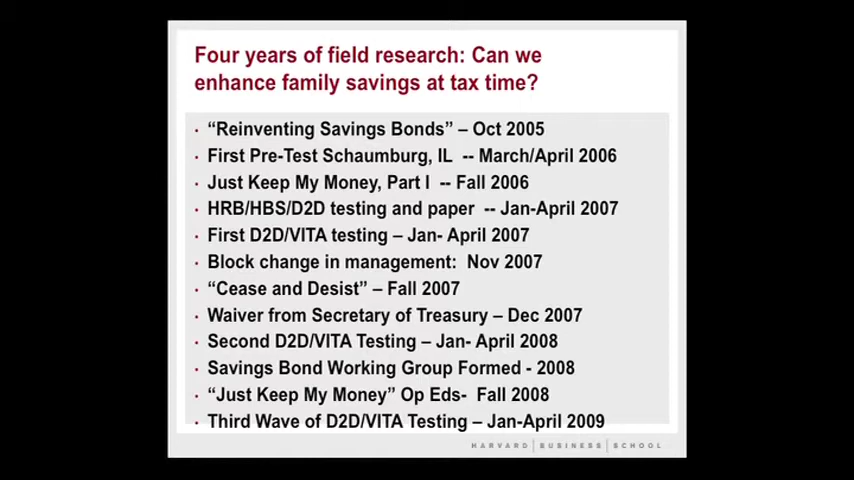 Four years of field research: Can we
enhance family savings at tax time?
· “Reinventing Savings Bonds” – Oct 2005
· First Pre-Test Schaumburg, IL -- March/April 2006
· Just Keep My Money, Part I -- Fall 2006
· HRB/HBS/D2D testing and paper -- Jan-April 2007
· First D2D/VITA testing – Jan- April 2007
· Block change in management: Nov 2007
· “Cease and Desist” – Fall 2007
· Waiver from Secretary of Treasury – Dec 2007
· Second D2D/VITA Testing – Jan- April 2008
· Savings Bond Working Group Formed - 2008
· “Just Keep My Money” Op Eds- Fall 2008
· Third Wave of D2D/VITA Testing – Jan-April 2009
HARVARD | BUSINESS | SCHOOL